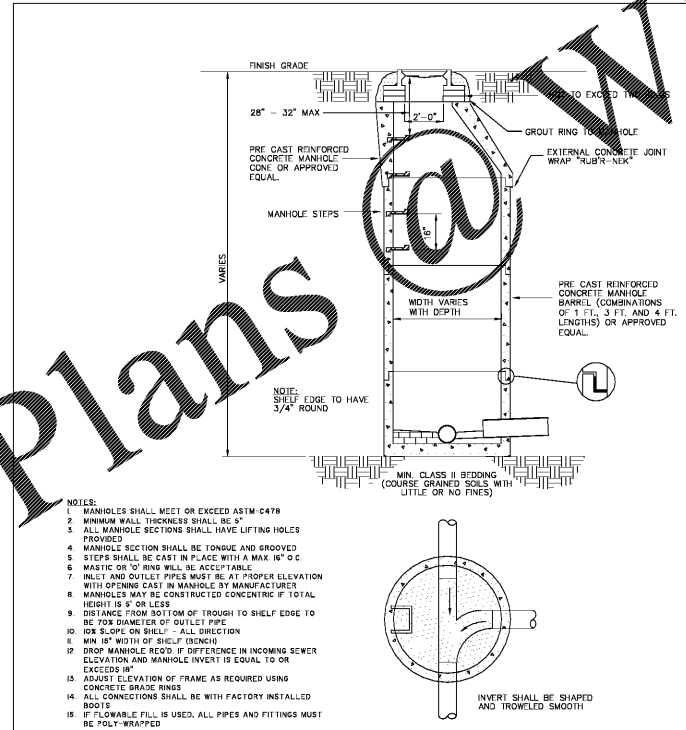 Plans @ W
FINISH GRADE
28" - 32" MAX
2'-0"
NOT TO EXCEED TWO RINGS
GROUT RING TO MANHOLE
PRE CAST REINFORCED
CONCRETE MANHOLE
CONE OR APPROVED
EQUAL.
EXTERNAL CONCRETE JOINT
WRAP "RUB'R-NEK"
MANHOLE STEPS
16"
VARIES
WIDTH VARIES
WITH DEPTH
PRE CAST REINFORCED
CONCRETE MANHOLE
BARREL (COMBINATIONS
OF 1 FT., 3 FT. AND 4 FT.
LENGTHS) OR APPROVED
EQUAL.
NOTE:
SHELF EDGE TO HAVE
3/4" ROUND
MIN. CLASS II BEDDING
(COURSE GRAINED SOILS WITH
LITTLE OR NO FINES)
NOTES:
1. MANHOLES SHALL MEET OR EXCEED ASTM-C478
2. MINIMUM WALL THICKNESS SHALL BE 5"
3. ALL MANHOLE SECTIONS SHALL HAVE LIFTING HOLES
PROVIDED
4. MANHOLE SECTION SHALL BE TONGUE AND GROOVED
5. STEPS SHALL BE CAST IN PLACE WITH A MAX. 16" O.C.
6. MASTIC OR 'O' RING WILL BE ACCEPTABLE
7. INLET AND OUTLET PIPES MUST BE AT PROPER ELEVATION
WITH OPENING CAST IN MANHOLE BY MANUFACTURER
8. MANHOLES MAY BE CONSTRUCTED CONCENTRIC IF TOTAL
HEIGHT IS 5' OR LESS
9. DISTANCE FROM BOTTOM OF TROUGH TO SHELF EDGE TO
BE 70% DIAMETER OF OUTLET PIPE
10. 10% SLOPE ON SHELF - ALL DIRECTION
11. MIN. 15" WIDTH OF SHELF (BENCH)
12. DROP MANHOLE REQ'D. IF DIFFERENCE IN INCOMING SEWER
ELEVATION AND MANHOLE INVERT IS EQUAL TO OR
EXCEEDS 18"
13. ADJUST ELEVATION OF FRAME AS REQUIRED USING
CONCRETE GRADE RINGS
14. ALL CONNECTIONS SHALL BE WITH FACTORY INSTALLED
BOOTS
15. IF FLOWABLE FILL IS USED, ALL PIPES AND FITTINGS MUST
BE POLY-WRAPPED
INVERT SHALL BE SHAPED
AND TROWELED SMOOTH